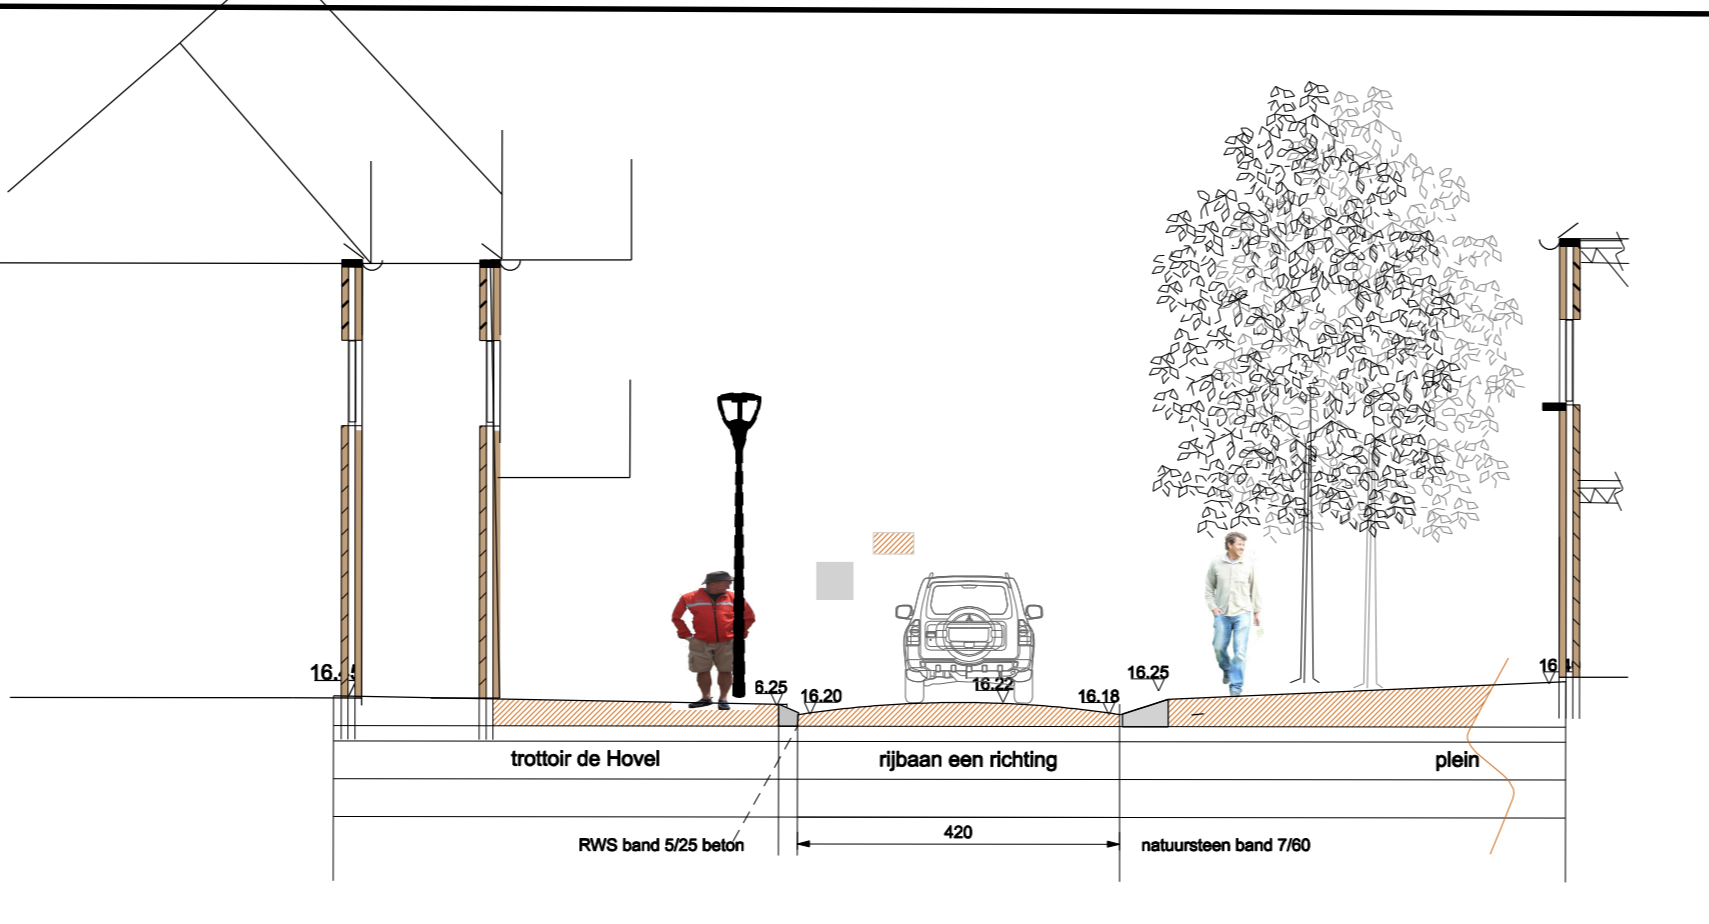 6.25
16.20
16.22
16.18
16.25
trottoir de Hovel
rijbaan een richting
plein
RWS band 5/25 beton
420
natuursteen band 7/60